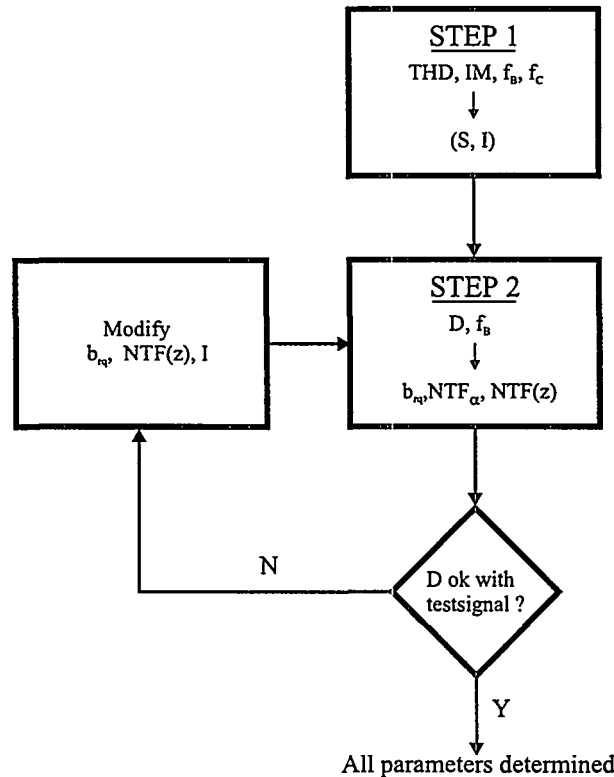 STEP 1
THD, IM, f_B, f_C
↓
(S, I)
STEP 2
D, f_B
↓
b_rq, NTF_α, NTF(z)
Modify
b_rq, NTF(z), I
D ok with
testsignal ?
N
Y
All parameters determined